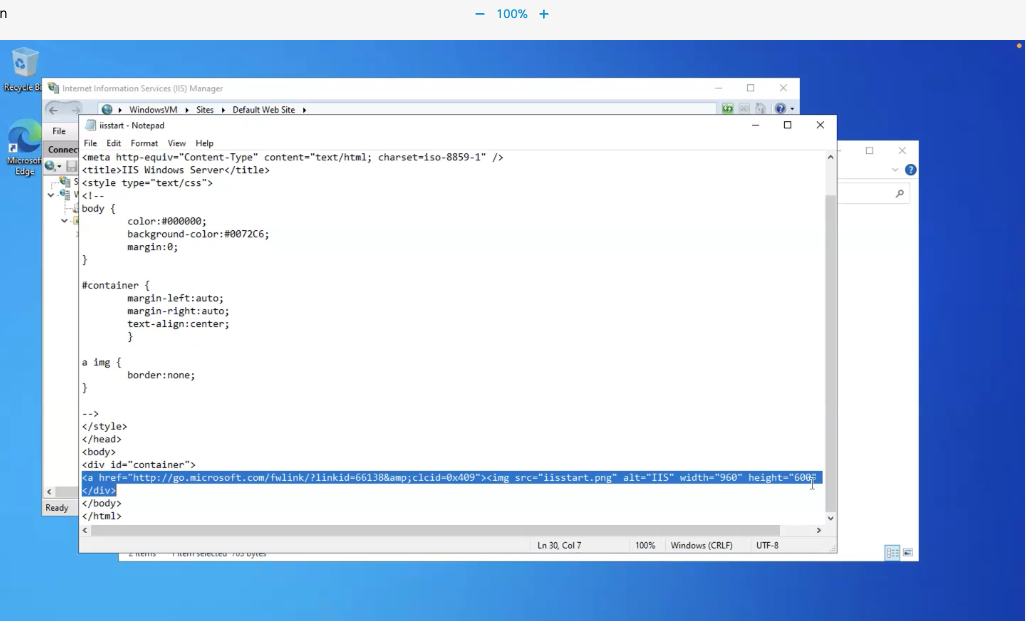 n
100%
Recycle Bi
Internet Information Services (IIS) Manager
WindowsVM
Sites
Default Web Site
File
Connec
Microsof
Edge
Ready
iisstart - Notepad
File Edit Format View Help
<meta http-equiv="Content-Type" content="text/html; charset=iso-8859-1" />
<title>IIS Windows Server</title>
<style type="text/css">
<!--
body {
color:#000000;
background-color:#0072C6;
margin:0;
}
#container {
margin-left:auto;
margin-right:auto;
text-align:center;
}
a img {
border:none;
}
-->
</style>
</head>
<body>
<div id="container">
<a href="http://go.microsoft.com/fwlink/?linkid=66138&amp;clcid=0x409"><img src="iisstart.png" alt="IIS" width="960" height="600"
</div>
</body>
</html>
Ln 30, Col 7
100%
Windows (CRLF)
UTF-8
2 items 1 item selected 703 bytes